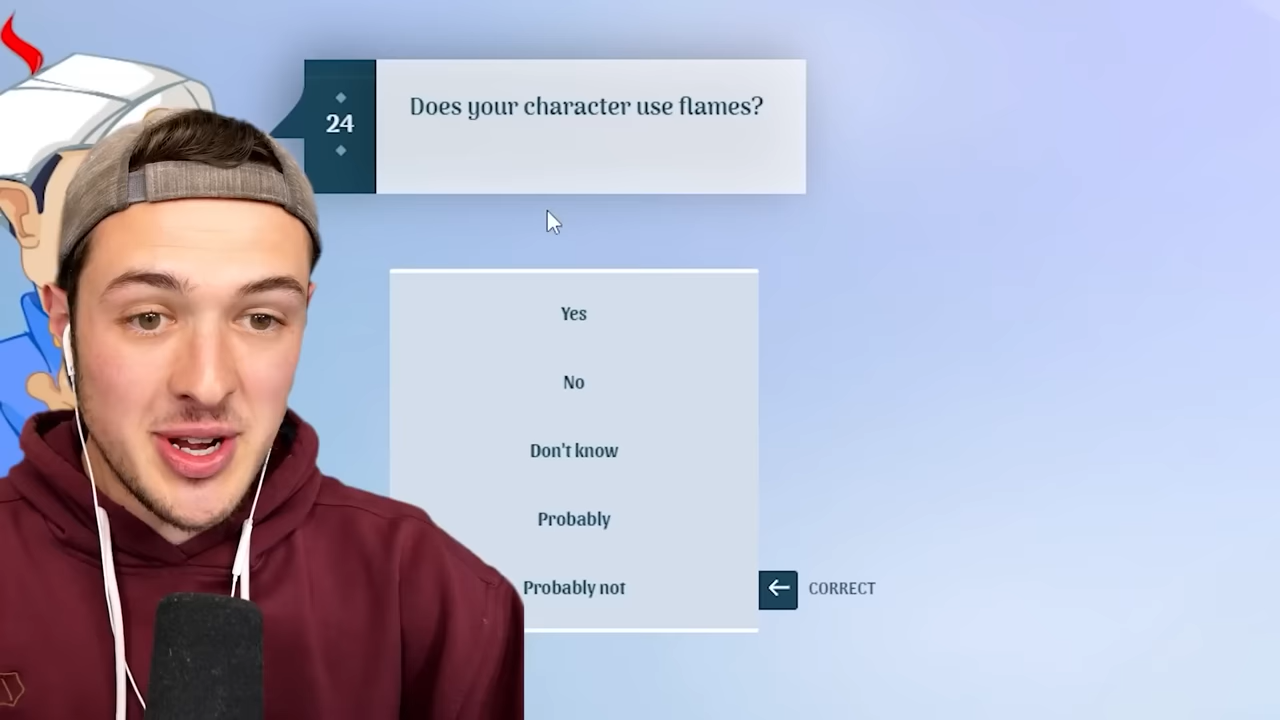 24
Does your character use flames?
Yes
No
Don't know
Probably
Probably not
CORRECT